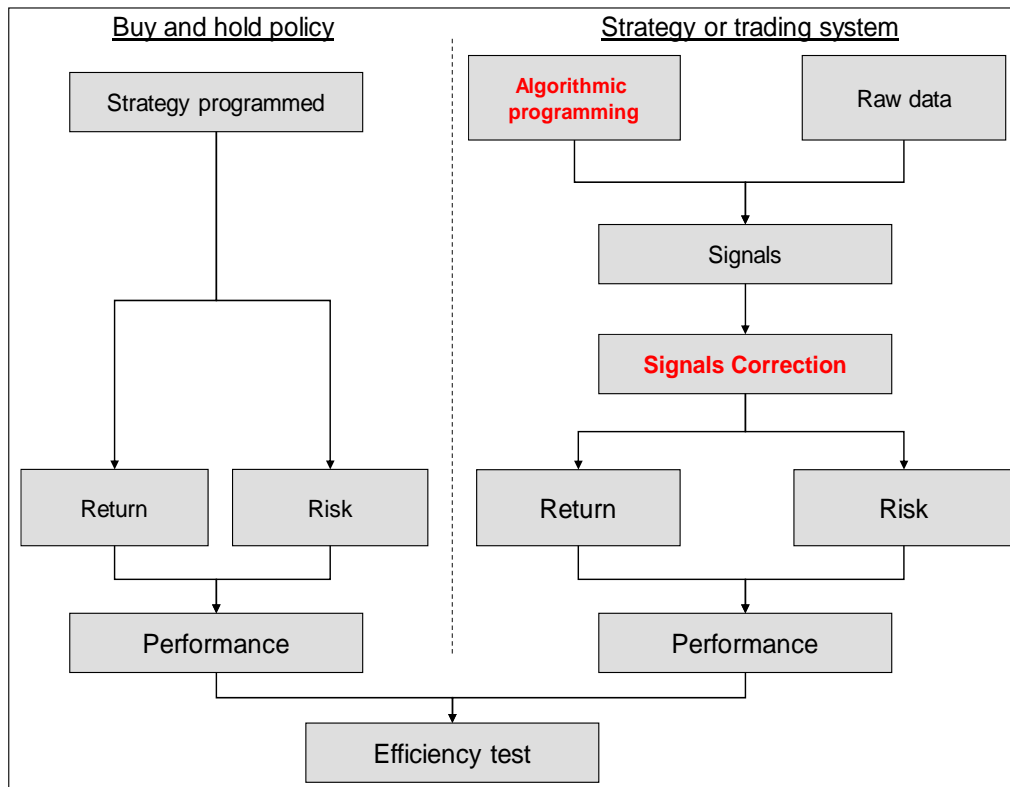 Buy and hold policy
Strategy or trading system
Strategy programmed
Algorithmic
programming
Raw data
Signals
Signals Correction
Return
Risk
Return
Risk
Performance
Performance
Efficiency test